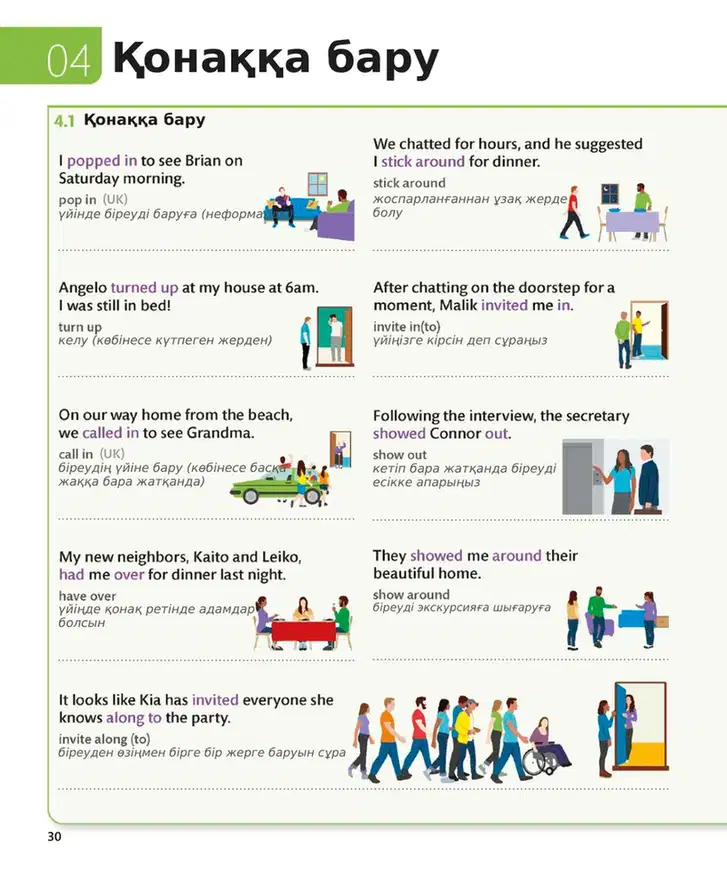 04 Қонаққа бару
4.1 Қонаққа бару
I popped in to see Brian on
Saturday morning.
pop in (UK)
үйінде біреуді баруға (неформа
We chatted for hours, and he suggested
I stick around for dinner.
stick around
жоспарланғаннан ұзақ жерде
болу
Angelo turned up at my house at 6am.
I was still in bed!
turn up
келу (көбінесе күтпеген жерден)
After chatting on the doorstep for a
moment, Malik invited me in.
invite in(to)
үйіңізге кірсін деп сұраңыз
On our way home from the beach,
we called in to see Grandma.
call in (UK)
біреудің үйіне бару (көбінесе басқа
жаққа бара жатқанда)
Following the interview, the secretary
showed Connor out.
show out
кетіп бара жатқанда біреуді
есікке апарыңыз
My new neighbors, Kaito and Leiko,
had me over for dinner last night.
have over
үйіңде қонақ ретінде адамдар
болсын
They showed me around their
beautiful home.
show around
біреуді экскурсияға шығаруға
It looks like Kia has invited everyone she
knows along to the party.
invite along (to)
біреуден өзіңмен бірге бір жерге баруын сұра
30